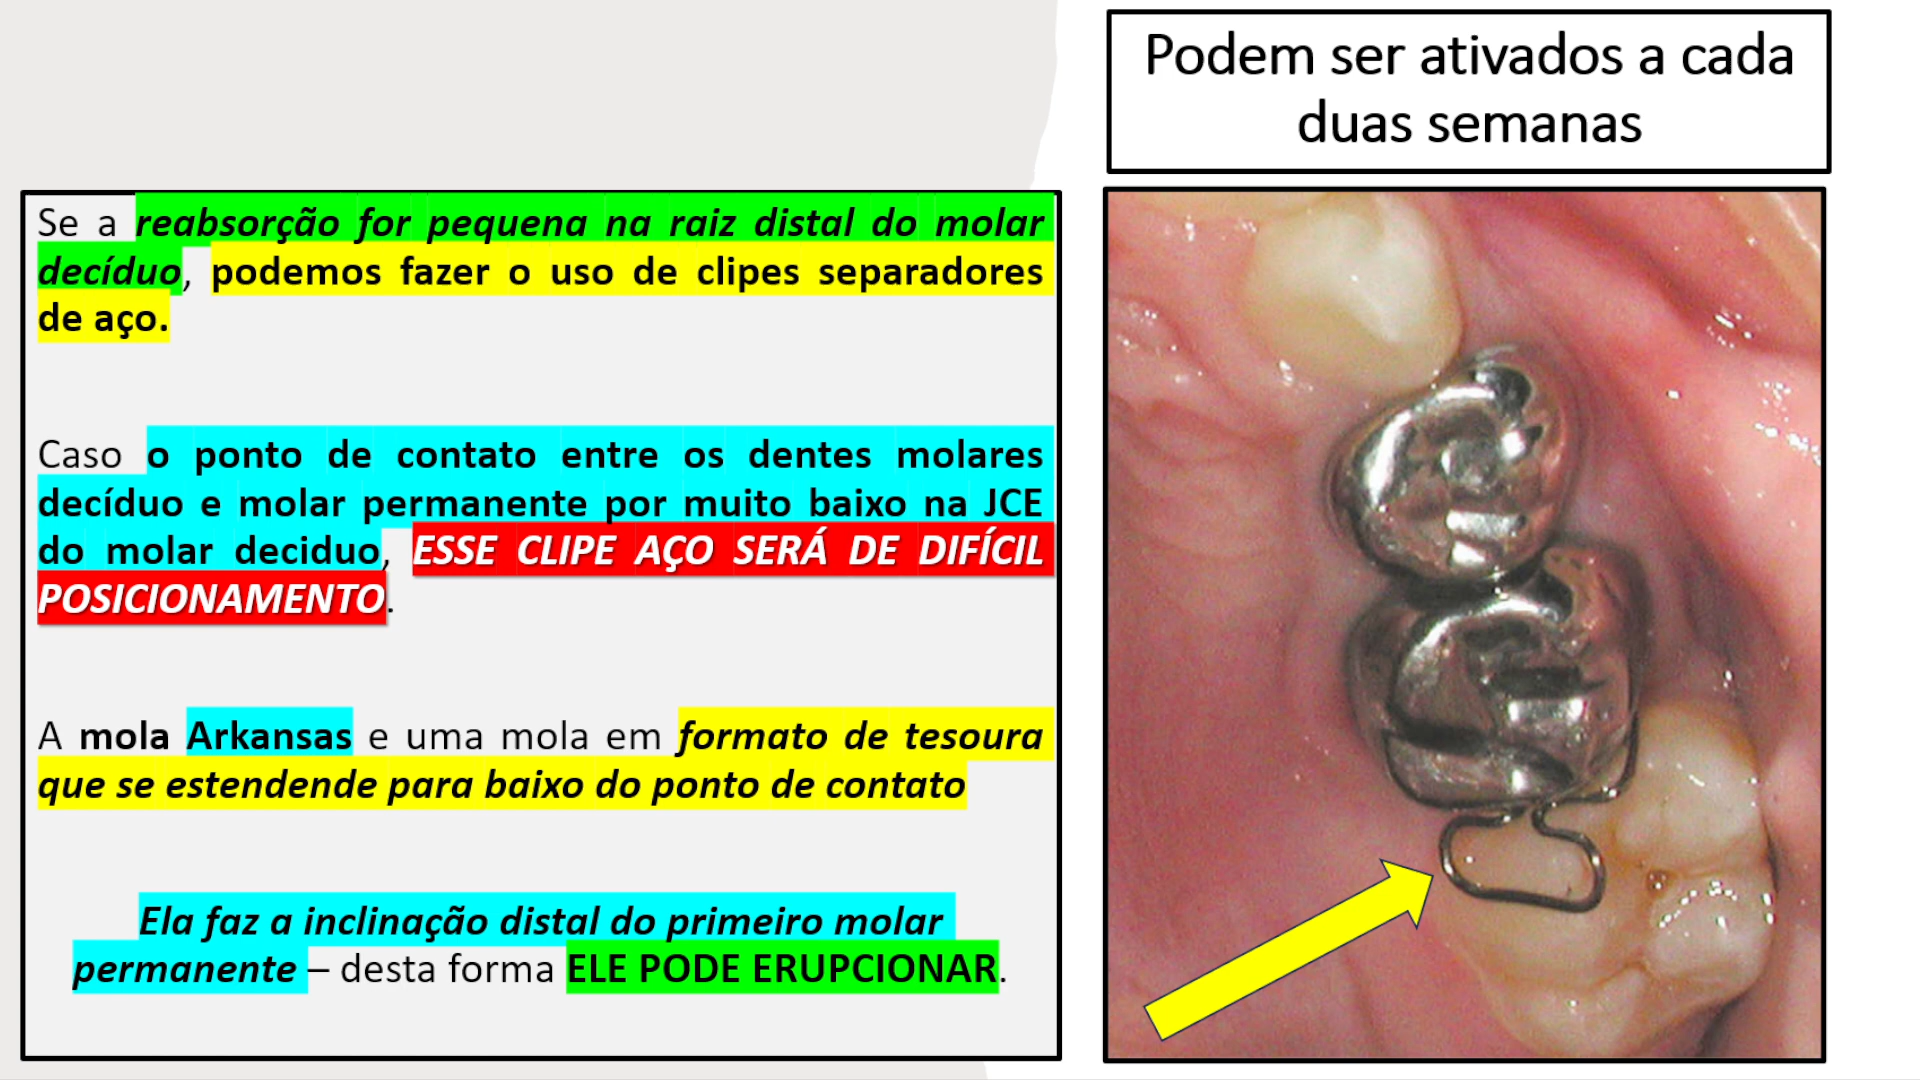 Podem ser ativados a cada
duas semanas
Se a reabsorção for pequena na raiz distal do molar
decíduo, podemos fazer o uso de clipes separadores
de aço.
Caso o ponto de contato entre os dentes molares
decíduo e molar permanente por muito baixo na JCE
do molar deciduo, ESSE CLIPE AÇO SERÁ DE DIFÍCIL
POSICIONAMENTO.
A mola Arkansas e uma mola em formato de tesoura
que se estendende para baixo do ponto de contato
Ela faz a inclinação distal do primeiro molar
permanente – desta forma ELE PODE ERUPCIONAR.